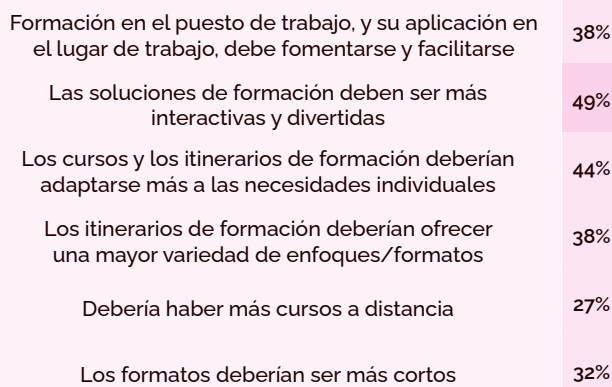 Formación en el puesto de trabajo, y su aplicación en
el lugar de trabajo, debe fomentarse y facilitarse
38%
Las soluciones de formación deben ser más
interactivas y divertidas
49%
Los cursos y los itinerarios de formación deberían
adaptarse más a las necesidades individuales
44%
Los itinerarios de formación deberían ofrecer
una mayor variedad de enfoques/formatos
38%
Debería haber más cursos a distancia
27%
Los formatos deberían ser más cortos
32%